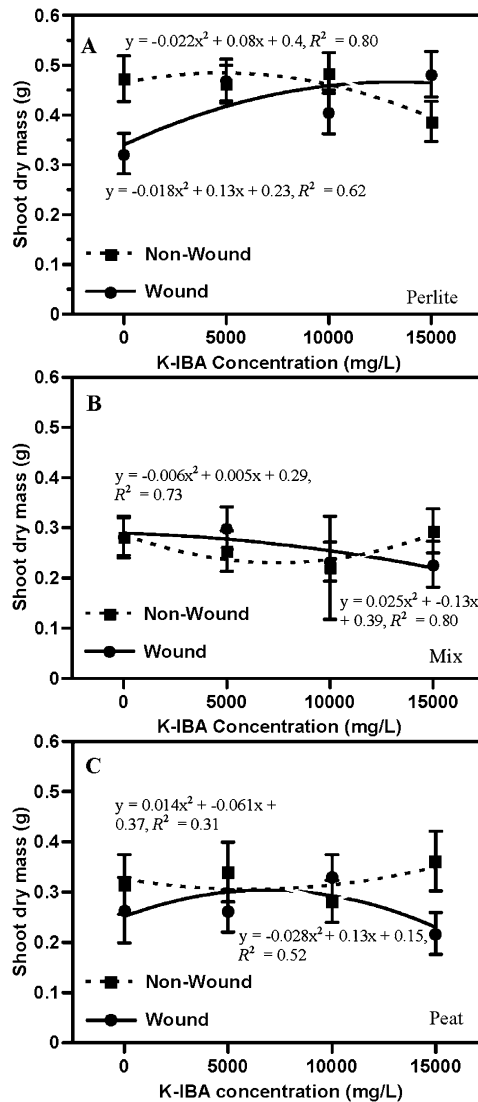 A
y = -0.022x² + 0.08x + 0.4, R² = 0.80
y = -0.018x² + 0.13x + 0.23, R² = 0.62
Shoot dry mass (g)
0.6
0.5
0.4
0.3
0.2
0.1
0
Non-Wound
Wound
Perlite
0 5000 10000 15000
K-IBA Concentration (mg/L)
B
y = -0.006x² + 0.005x + 0.29,
R² = 0.73
y = 0.025x² + -0.13x
+ 0.39, R² = 0.80
Shoot dry mass (g)
0.6
0.5
0.4
0.3
0.2
0.1
0
Non-Wound
Wound
Mix
0 5000 10000 15000
K-IBA Concentration (mg/L)
C
y = 0.014x² + -0.061x +
0.37, R² = 0.31
y = -0.028x² + 0.13x + 0.15,
R² = 0.52
Shoot dry mass (g)
0.6
0.5
0.4
0.3
0.2
0.1
0
Non-Wound
Wound
Peat
0 5000 10000 15000
K-IBA concentration (mg/L)